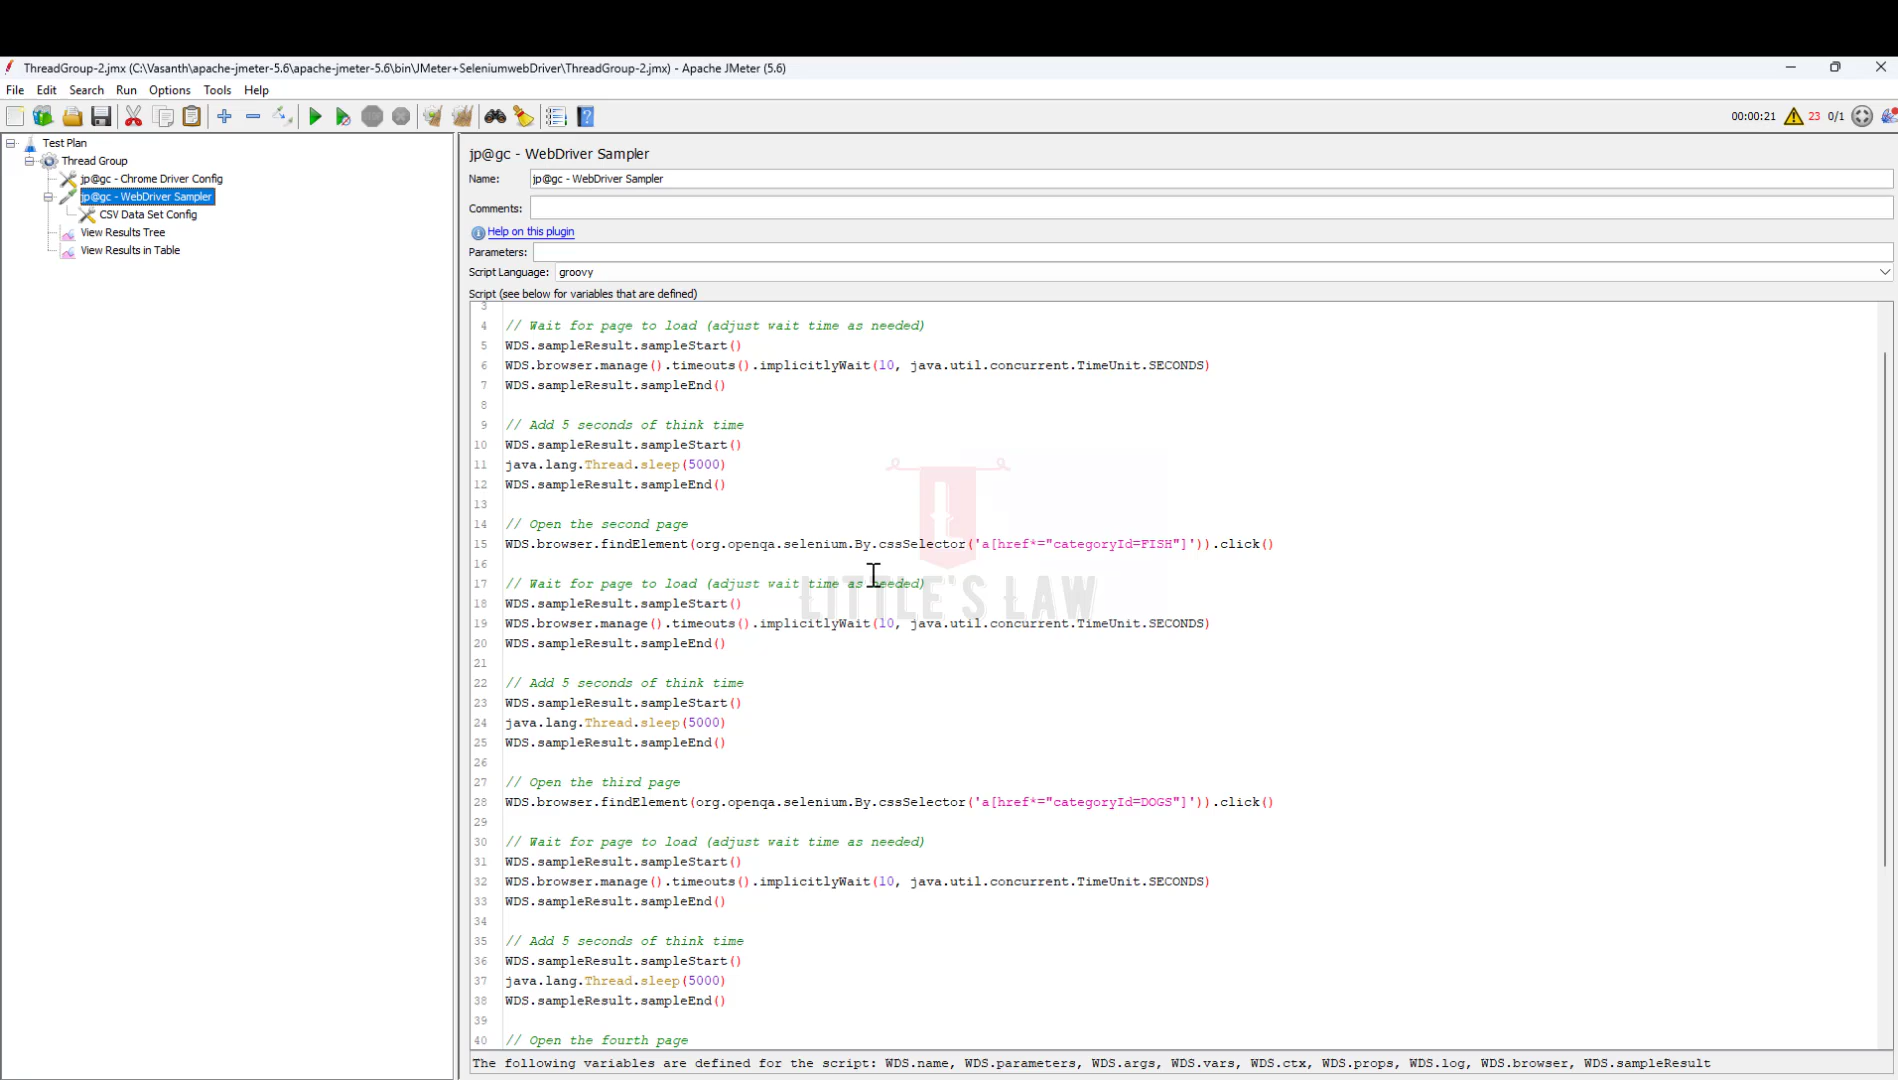 ThreadGroup-2.jmx (C:\Vasanth\apache-jmeter-5.6\apache-jmeter-5.6\bin\JMeter+SeleniumwebDriver\ThreadGroup-2.jmx) - Apache JMeter (5.6)
File Edit Search Run Options Tools Help
00:00:21 23 0/1
Test Plan
Thread Group
jp@gc - Chrome Driver Config
jp@gc - WebDriver Sampler
CSV Data Set Config
View Results Tree
View Results in Table
jp@gc - WebDriver Sampler
Name: jp@gc - WebDriver Sampler
Comments:
Help on this plugin
Parameters:
Script Language: groovy
Script (see below for variables that are defined)
3
4 // Wait for page to load (adjust wait time as needed)
5 WDS.sampleResult.sampleStart()
6 WDS.browser.manage().timeouts().implicitlyWait(10, java.util.concurrent.TimeUnit.SECONDS)
7 WDS.sampleResult.sampleEnd()
8
9 // Add 5 seconds of think time
10 WDS.sampleResult.sampleStart()
11 java.lang.Thread.sleep(5000)
12 WDS.sampleResult.sampleEnd()
13
14 // Open the second page
15 WDS.browser.findElement(org.openqa.selenium.By.cssSelector('a[href*="categoryId=FISH"]')).click()
16
17 // Wait for page to load (adjust wait time as needed)
18 WDS.sampleResult.sampleStart()
19 WDS.browser.manage().timeouts().implicitlyWait(10, java.util.concurrent.TimeUnit.SECONDS)
20 WDS.sampleResult.sampleEnd()
21
22 // Add 5 seconds of think time
23 WDS.sampleResult.sampleStart()
24 java.lang.Thread.sleep(5000)
25 WDS.sampleResult.sampleEnd()
26
27 // Open the third page
28 WDS.browser.findElement(org.openqa.selenium.By.cssSelector('a[href*="categoryId=DOGS"]')).click()
29
30 // Wait for page to load (adjust wait time as needed)
31 WDS.sampleResult.sampleStart()
32 WDS.browser.manage().timeouts().implicitlyWait(10, java.util.concurrent.TimeUnit.SECONDS)
33 WDS.sampleResult.sampleEnd()
34
35 // Add 5 seconds of think time
36 WDS.sampleResult.sampleStart()
37 java.lang.Thread.sleep(5000)
38 WDS.sampleResult.sampleEnd()
39
40 // Open the fourth page
LITTLE'S LAW
The following variables are defined for the script: WDS.name, WDS.parameters, WDS.args, WDS.vars, WDS.ctx, WDS.props, WDS.log, WDS.browser, WDS.sampleResult